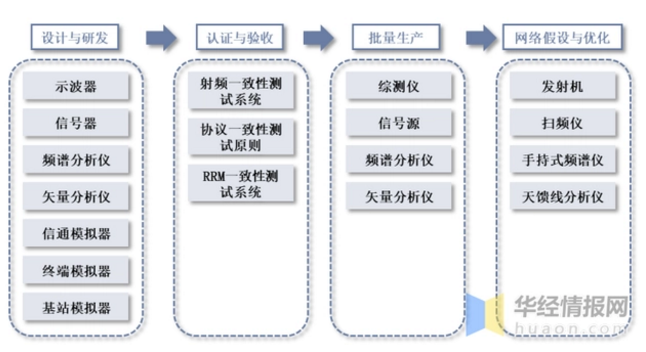 设计与研发
认证与验收
批量生产
网络假设与优化
示波器
信号器
频谱分析仪
矢量分析仪
信通模拟器
终端模拟器
基站模拟器
射频一致性测
试系统
协议一致性测
试原则
RRM一致性测
试系统
综测仪
信号源
频谱分析仪
矢量分析仪
发射机
扫频仪
手持式频谱仪
天馈线分析仪
华经情报网
huaon.com